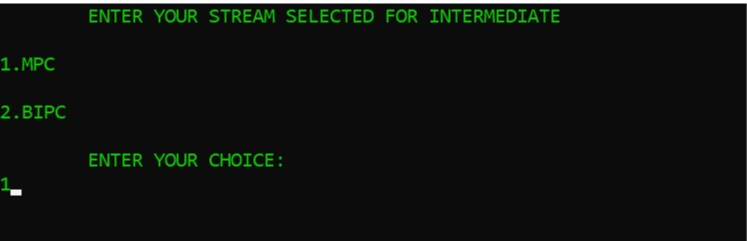 ENTER YOUR STREAM SELECTED FOR INTERMEDIATE
1.MPC
2.BIPC
ENTER YOUR CHOICE:
1